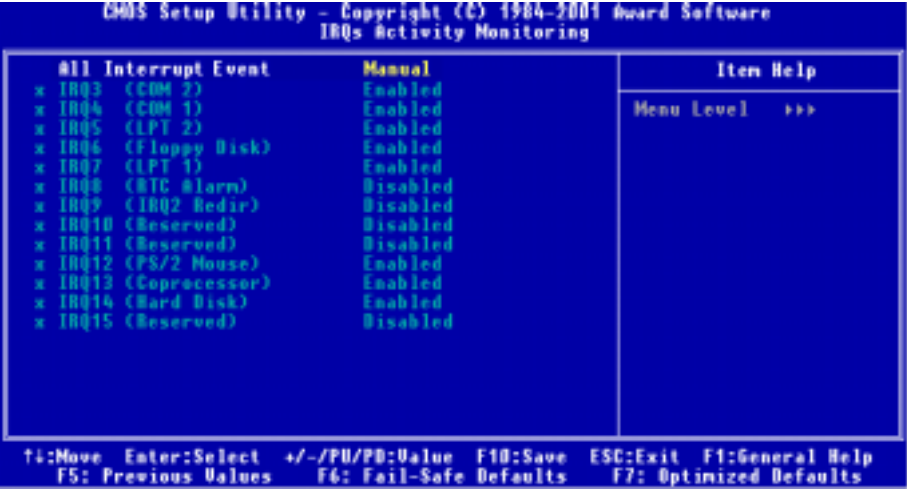 CMOS Setup Utility - Copyright (C) 1984-2001 Award Software
IRQs Activity Monitoring
All Interrupt Event Manual
x IRQ3 (COM 2) Enabled
x IRQ4 (COM 1) Enabled
x IRQ5 (LPT 2) Enabled
x IRQ6 (Floppy Disk) Enabled
x IRQ7 (LPT 1) Enabled
x IRQ8 (RTC Alarm) Disabled
x IRQ9 (IRQ2 Redir) Disabled
x IRQ10 (Reserved) Disabled
x IRQ11 (Reserved) Disabled
x IRQ12 (PS/2 Mouse) Enabled
x IRQ13 (Coprocessor) Enabled
x IRQ14 (Hard Disk) Enabled
x IRQ15 (Reserved) Disabled
Item Help
Menu Level ▸▸▸
↑↓:Move Enter:Select +/-/PU/PD:Value F10:Save ESC:Exit F1:General Help
F5: Previous Values F6: Fail-Safe Defaults F7: Optimized Defaults